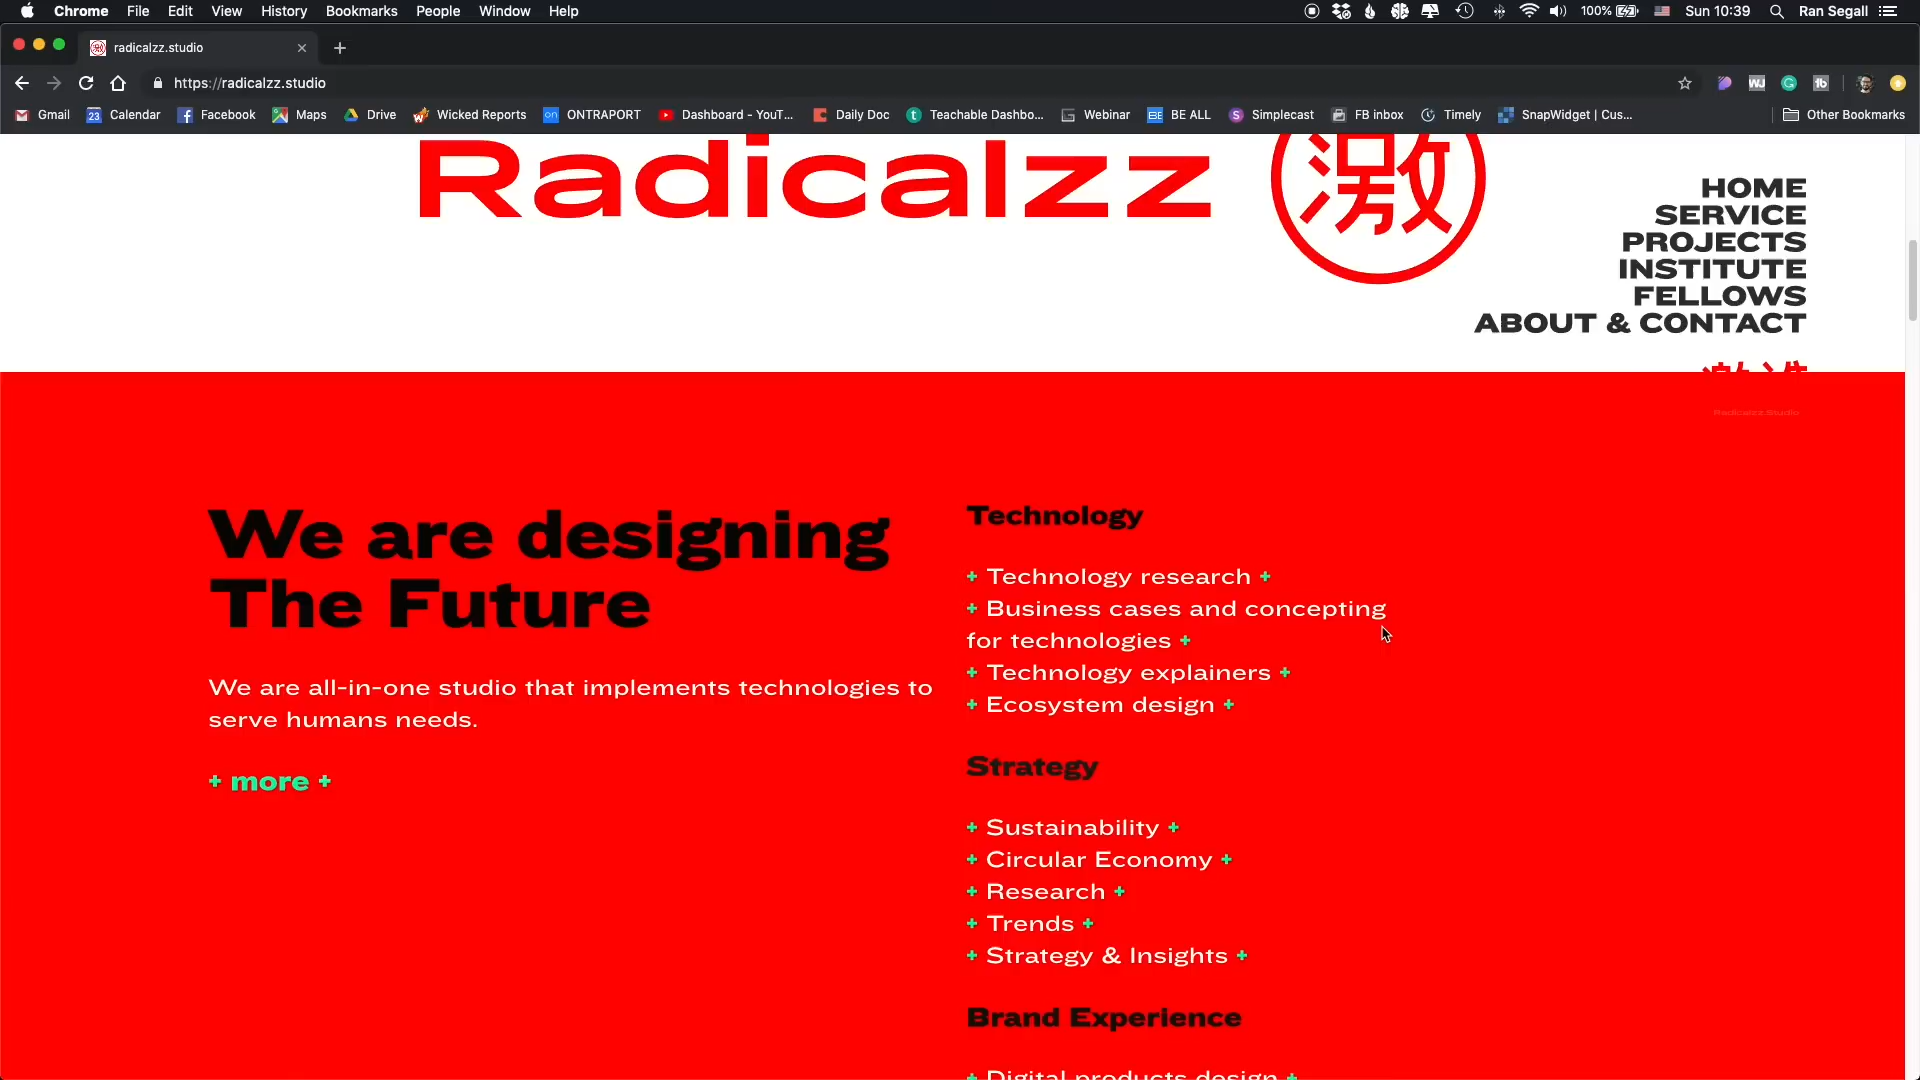 Chrome File Edit View History Bookmarks People Window Help 100% Sun 10:39 Ran Segall
radicalzz.studio
https://radicalzz.studio
Gmail 23 Calendar Facebook Maps Drive Wicked Reports on ONTRAPORT Dashboard - YouT... Daily Doc t Teachable Dashbo... Webinar BE BE ALL S Simplecast FB inbox Timely SnapWidget | Cus... Other Bookmarks
Radicalzz 激
HOME
SERVICE
PROJECTS
INSTITUTE
FELLOWS
ABOUT & CONTACT
Radicalzz.Studio
We are designing
The Future
We are all-in-one studio that implements technologies to
serve humans needs.
+ more +
Technology
+ Technology research +
+ Business cases and concepting
for technologies +
+ Technology explainers +
+ Ecosystem design +
Strategy
+ Sustainability +
+ Circular Economy +
+ Research +
+ Trends +
+ Strategy & Insights +
Brand Experience
+ Digital products design +